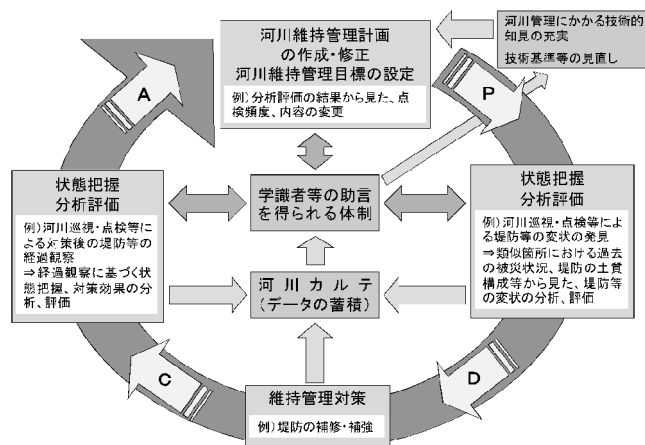 河川維持管理計画
の作成・修正
河川維持管理目標の設定
例)分析評価の結果から見た、点
検頻度、内容の変更
河川管理にかかる技術的
知見の充実
技術基準等の見直し
A
P
状態把握
分析評価
例)河川巡視・点検等に
よる対策後の堤防等の
経過観察
⇒経過観察に基づく状
態把握、対策効果の分
析、評価
学識者等の助言
を得られる体制
状態把握
分析評価
例)河川巡視・点検等によ
る堤防等の変状の発見
⇒類似箇所における過去の
被災状況、堤防の土質
構成等から見た、堤防等
の変状の分析、評価
河川カルテ
(データの蓄積)
C
D
維持管理対策
例)堤防の補修・補強